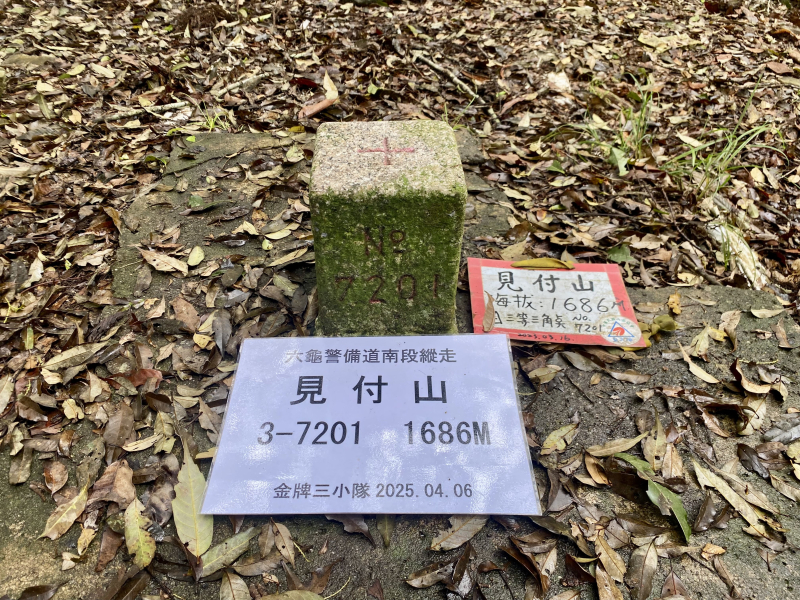 No
7201
見付山
海拔：1686M
三等三角點 No.
7201
六龜警備道南段縱走
見付山
3-7201 1686M
金牌三小隊 2025.04.06